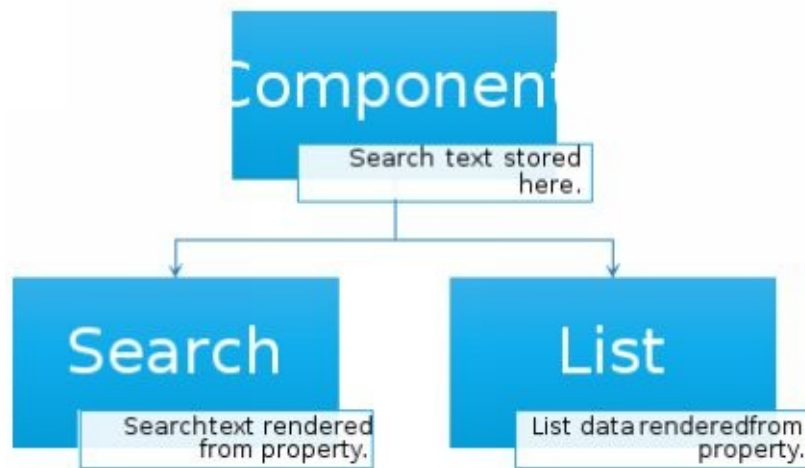 Component
Search text stored
here.
Search
Searchtext rendered
from property.
List
List data renderedfrom
property.